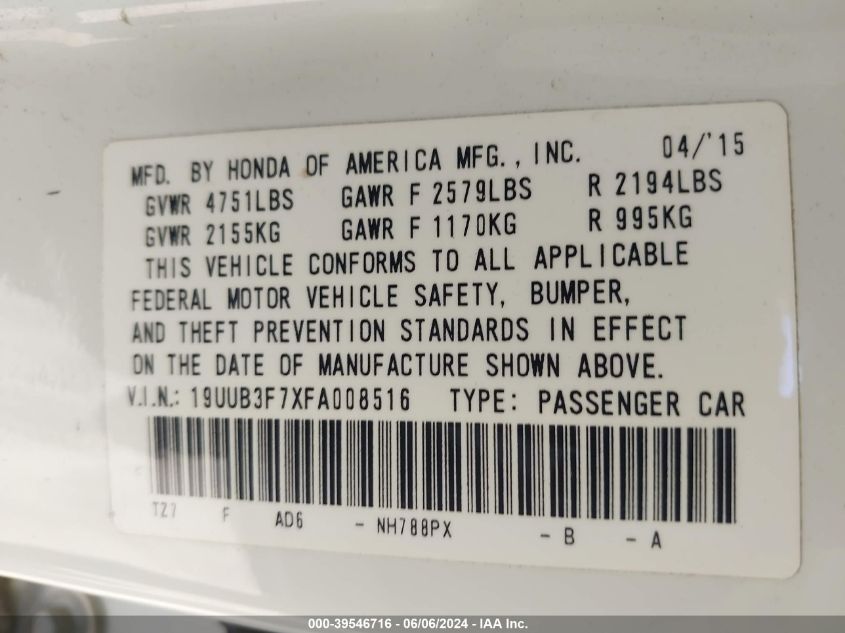 MFD. BY HONDA OF AMERICA MFG., INC. 04/'15
GVWR 4751LBS GAWR F 2579LBS R 2194LBS
GVWR 2155KG GAWR F 1170KG R 995KG
THIS VEHICLE CONFORMS TO ALL APPLICABLE
FEDERAL MOTOR VEHICLE SAFETY, BUMPER,
AND THEFT PREVENTION STANDARDS IN EFFECT
ON THE DATE OF MANUFACTURE SHOWN ABOVE.
V.I.N.: 19UUB3F7XFA008516 TYPE: PASSENGER CAR
TZ7 F AD6 - NH788PX - B - A
000-39546716 - 06/06/2024 - IAA Inc.